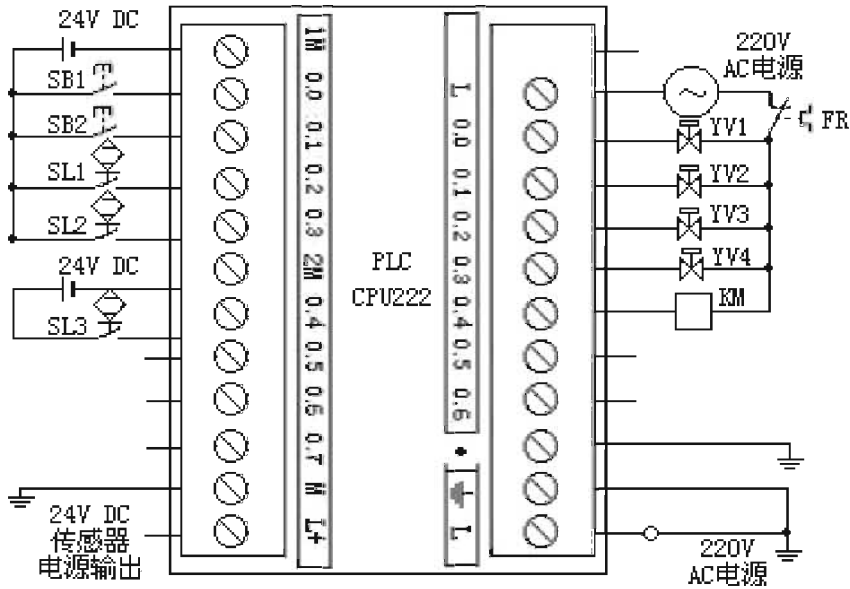 24V DC
SB1
SB2
SL1
SL2
24V DC
SL3
24V DC
传感器
电源输出
1M
0.0
0.1
0.2
0.3
2M
0.4
0.5
0.6
0.7
M
L+
PLC
CPU222
L
0.0
0.1
0.2
0.3
0.4
0.5
0.6
L
220V
AC电源
FR
YV1
YV2
YV3
YV4
KM
220V
AC电源